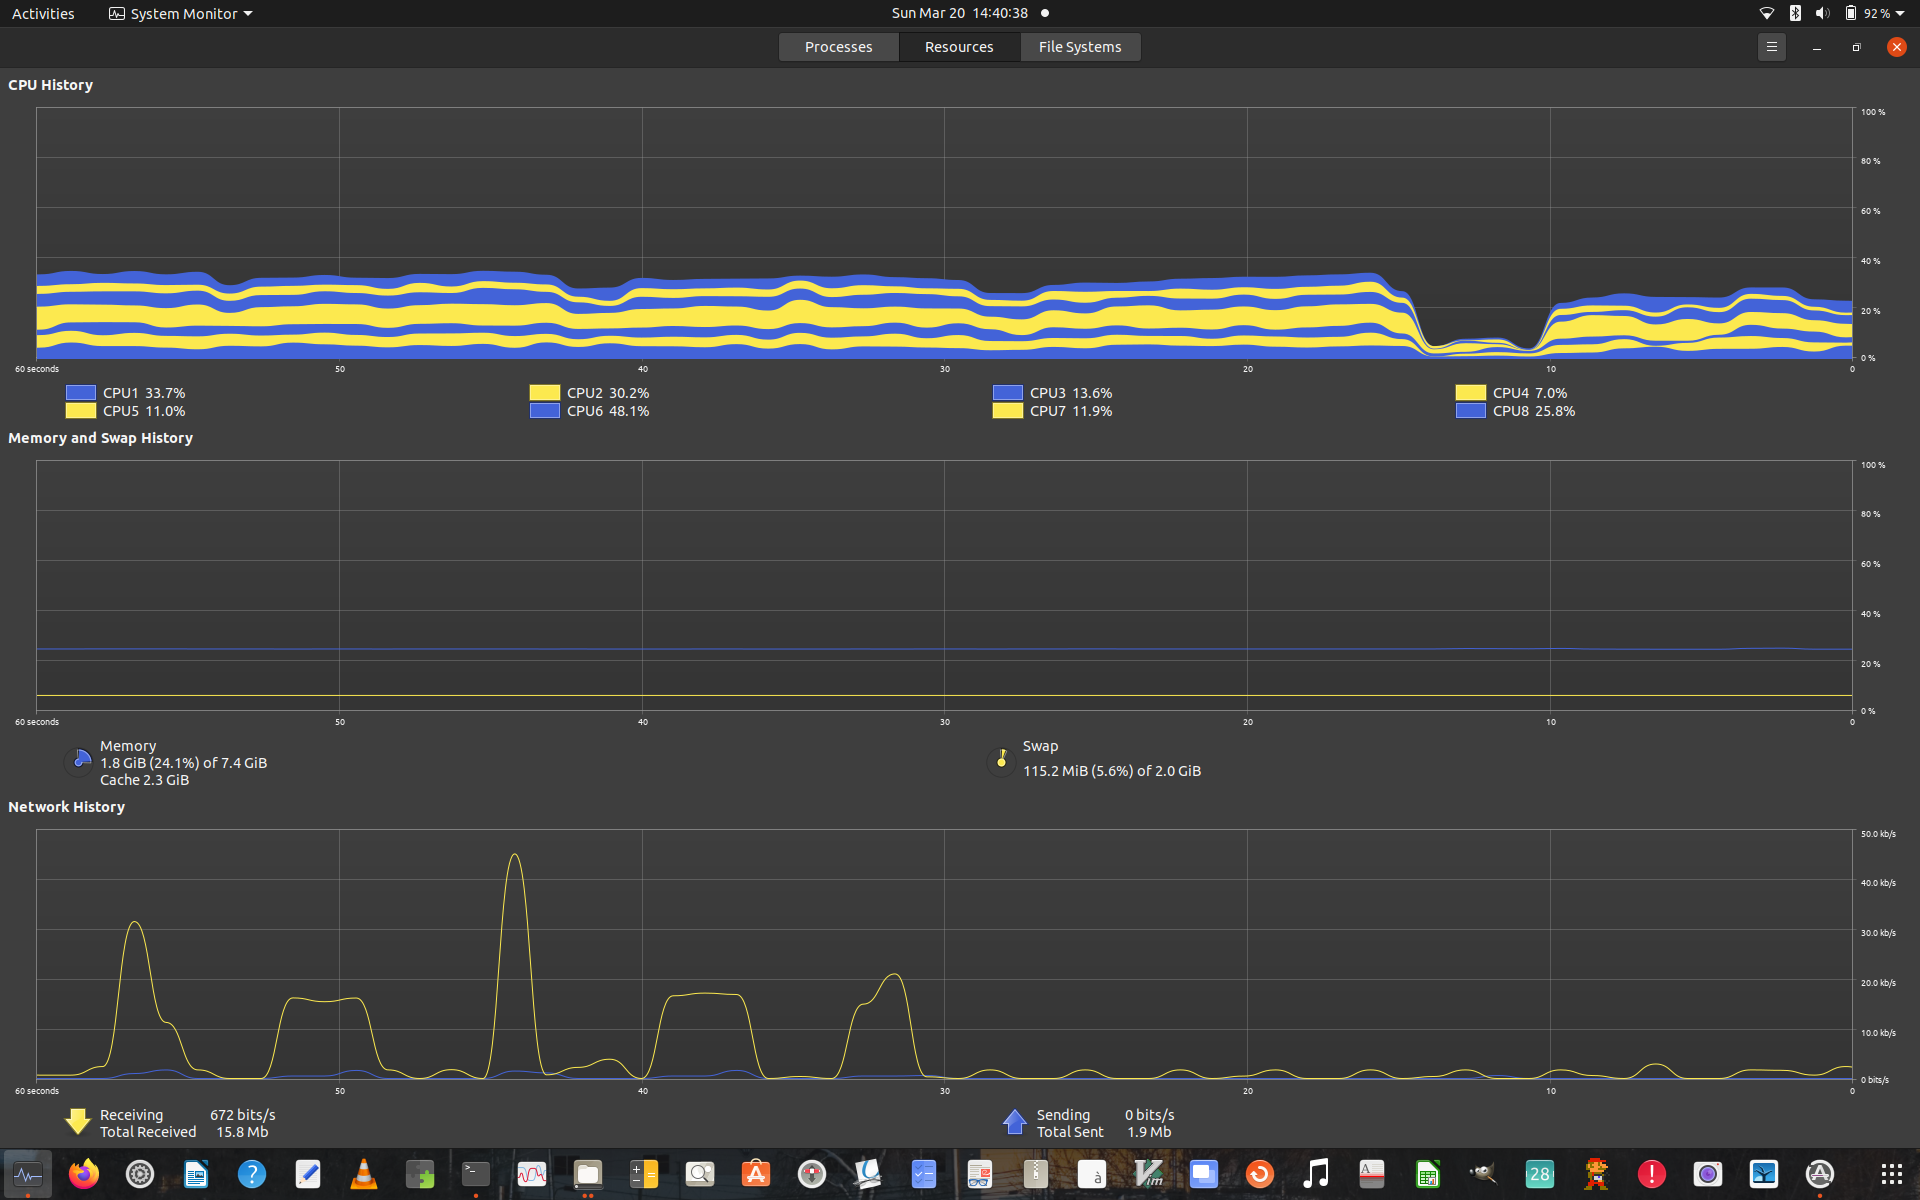 Activities System Monitor Sun Mar 20 14:40:38 92 %
Processes Resources File Systems
CPU History
100 %
80 %
60 %
40 %
20 %
0 %
60 seconds 50 40 30 20 10 0
CPU1 33.7% CPU2 30.2% CPU3 13.6% CPU4 7.0%
CPU5 11.0% CPU6 48.1% CPU7 11.9% CPU8 25.8%
Memory and Swap History
100 %
80 %
60 %
40 %
20 %
0 %
60 seconds 50 40 30 20 10 0
Memory
1.8 GiB (24.1%) of 7.4 GiB
Cache 2.3 GiB
Swap
115.2 MiB (5.6%) of 2.0 GiB
Network History
50.0 kb/s
40.0 kb/s
30.0 kb/s
20.0 kb/s
10.0 kb/s
0 bits/s
60 seconds 50 40 30 20 10 0
Receiving 672 bits/s Sending 0 bits/s
Total Received 15.8 Mb Total Sent 1.9 Mb
>_ ? A à Vim A 28 !